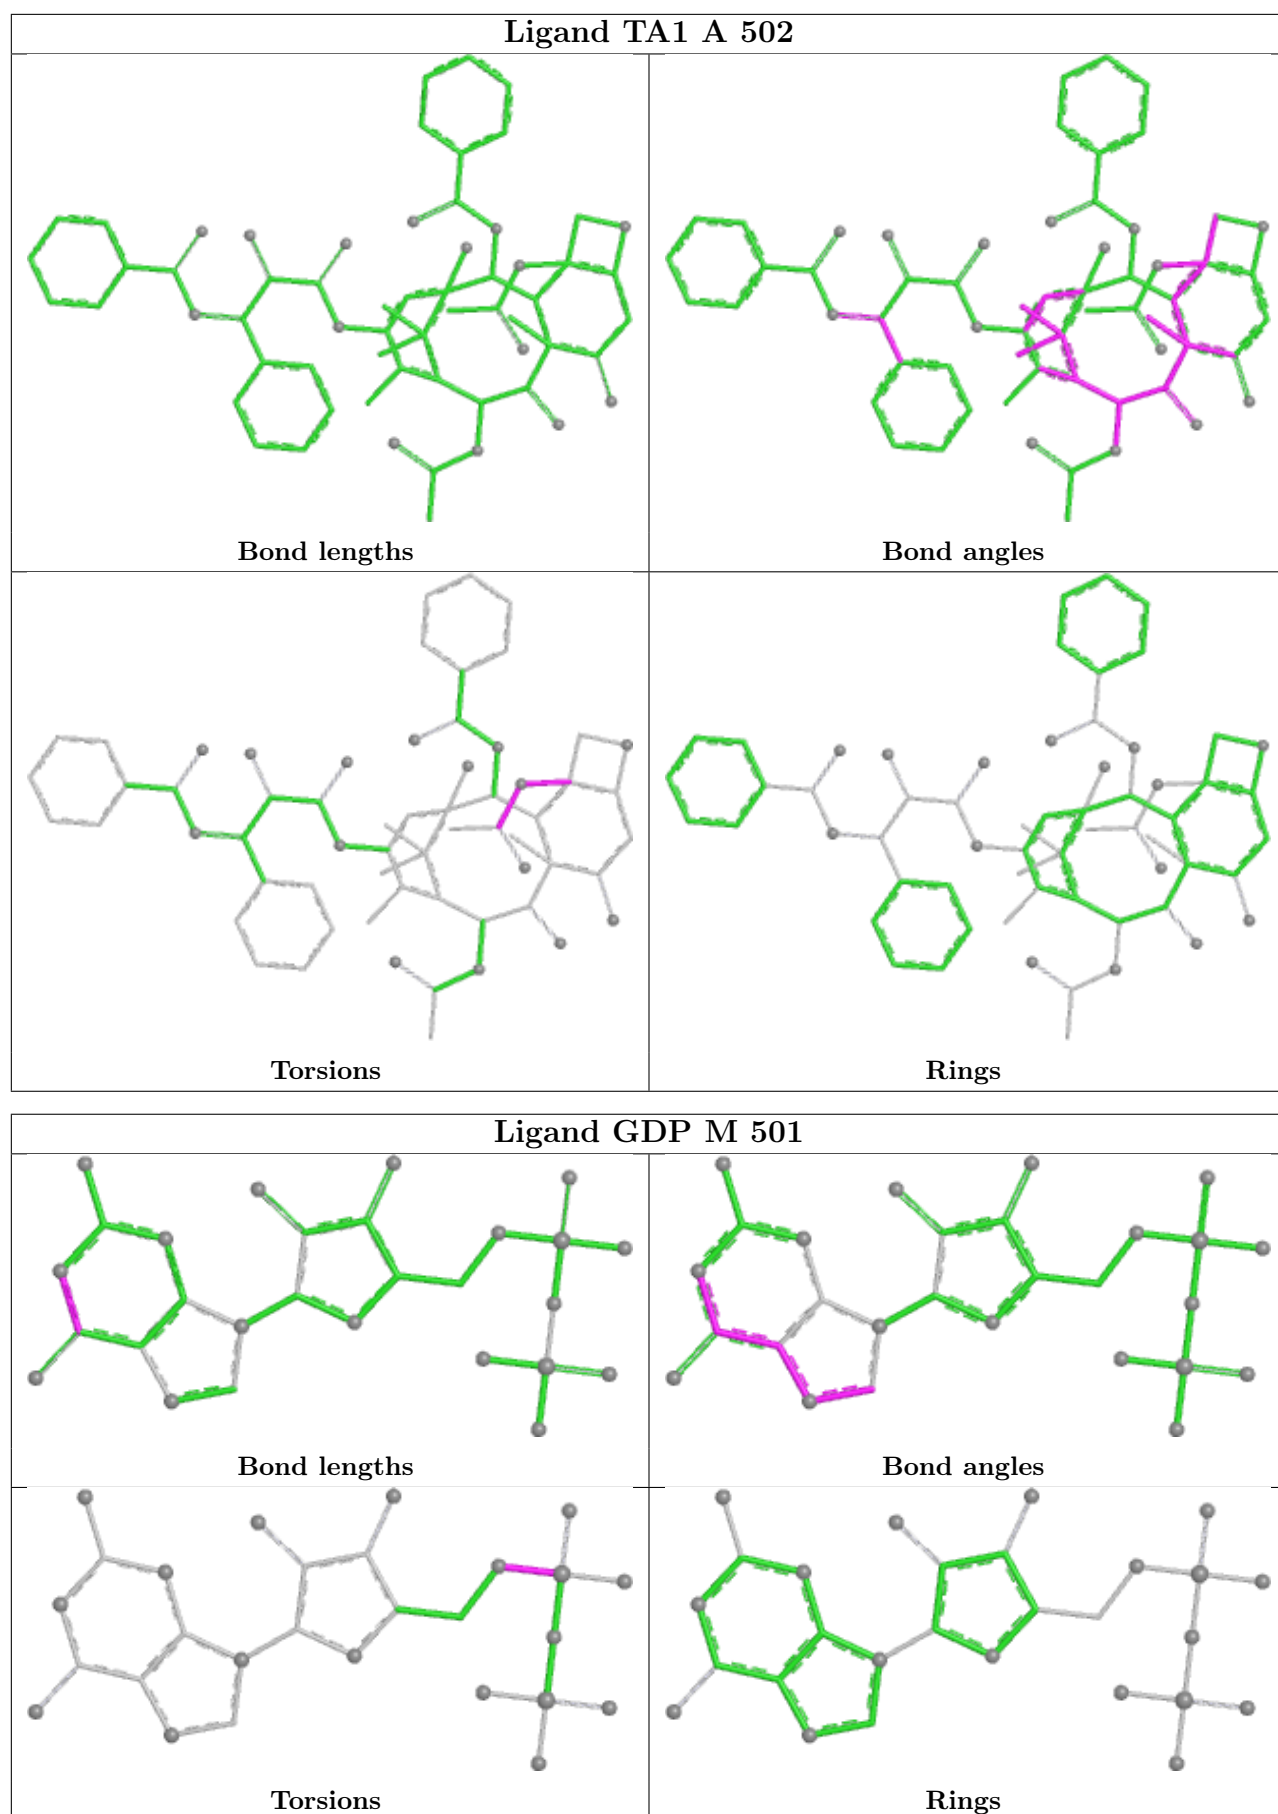 Ligand TA1 A 502
Bond lengths
Bond angles
Torsions
Rings
Ligand GDP M 501
Bond lengths
Bond angles
Torsions
Rings